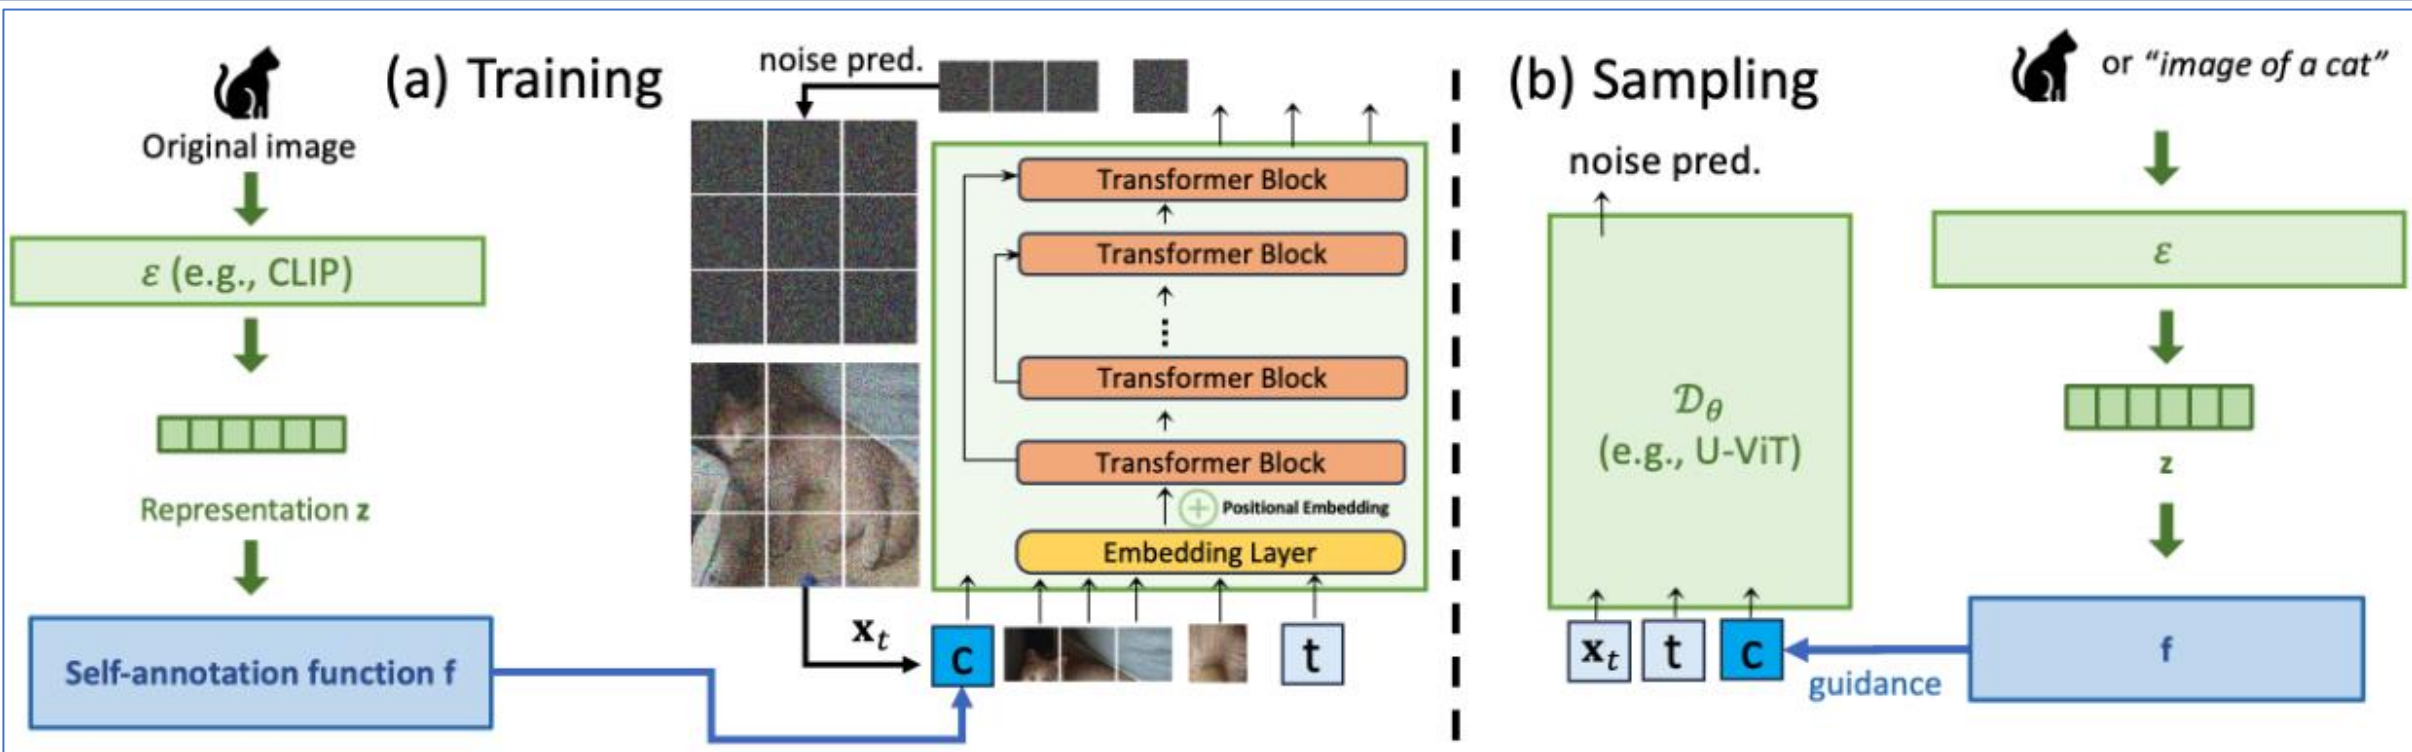 (a) Training
Original image
ε (e.g., CLIP)
Representation z
Self-annotation function f
noise pred.
x_t
Transformer Block
Transformer Block
⋮
Transformer Block
Transformer Block
+ Positional Embedding
Embedding Layer
c
t
(b) Sampling
or "image of a cat"
noise pred.
𝒟_θ
(e.g., U-ViT)
x_t t c
guidance
ε
z
f